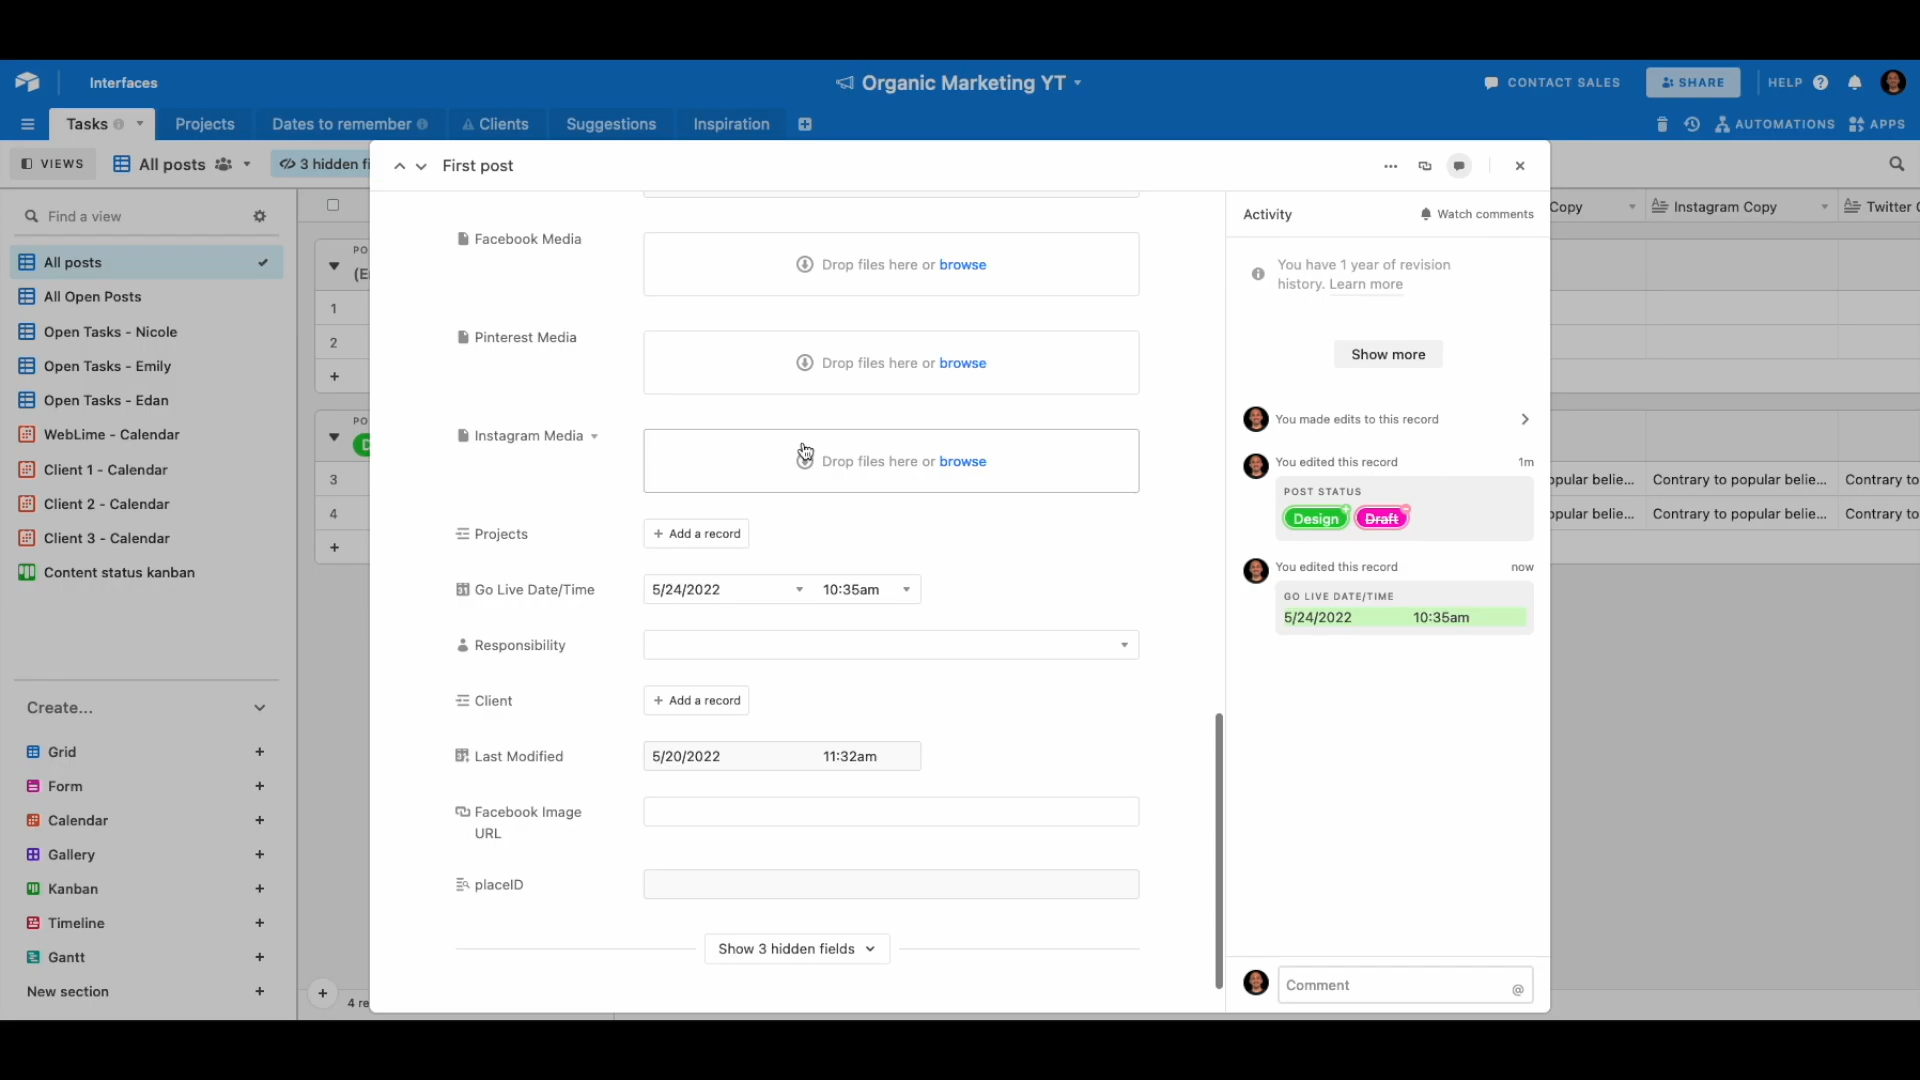 Interfaces
Organic Marketing YT
CONTACT SALES
SHARE
HELP
Tasks
Projects
Dates to remember
Clients
Suggestions
Inspiration
AUTOMATIONS
APPS
VIEWS
All posts
3 hidden fi
Find a view
All posts
All Open Posts
Open Tasks - Nicole
Open Tasks - Emily
Open Tasks - Edan
WebLime - Calendar
Client 1 - Calendar
Client 2 - Calendar
Client 3 - Calendar
Content status kanban
Create...
Grid
Form
Calendar
Gallery
Kanban
Timeline
Gantt
New section
PO
(E
1
2
PO
D
3
4
4 re
First post
Facebook Media
Drop files here or browse
Pinterest Media
Drop files here or browse
Instagram Media
Drop files here or browse
Projects
+ Add a record
Go Live Date/Time
5/24/2022
10:35am
Responsibility
Client
+ Add a record
Last Modified
5/20/2022
11:32am
Facebook Image
URL
placeID
Show 3 hidden fields
Activity
Watch comments
You have 1 year of revision
history. Learn more
Show more
You made edits to this record
You edited this record
1m
POST STATUS
Design
Draft
You edited this record
now
GO LIVE DATE/TIME
5/24/2022
10:35am
Comment
@
Copy
Instagram Copy
Twitter C
opular belie...
Contrary to popular belie...
Contrary to
opular belie...
Contrary to popular belie...
Contrary to